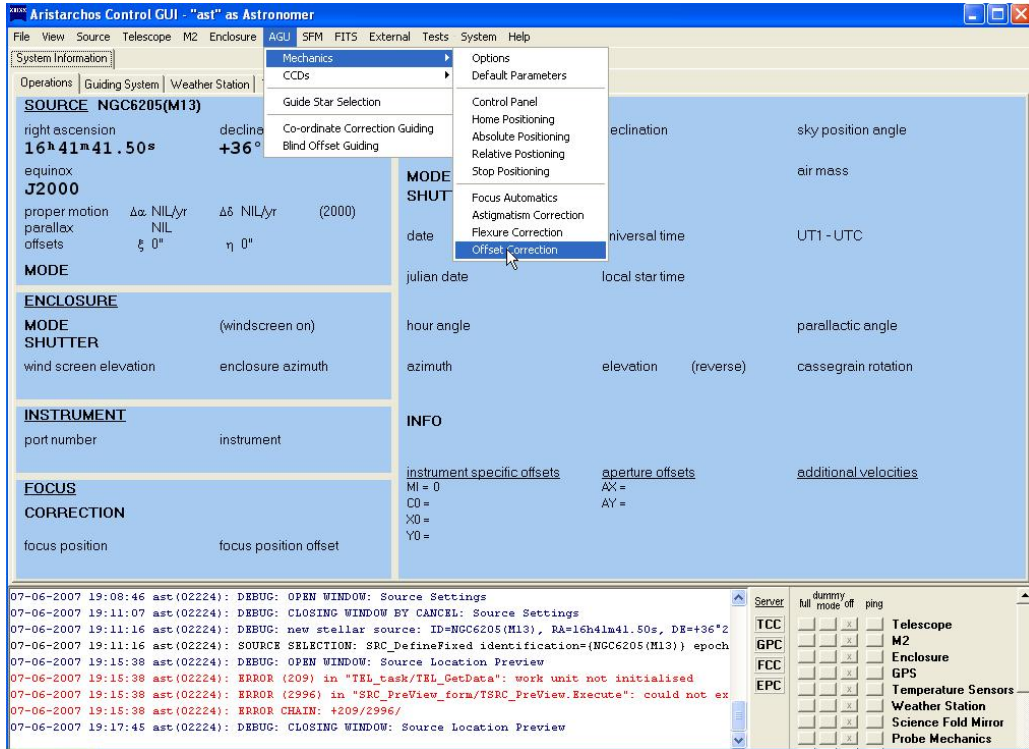 Aristarchos Control GUI - "ast" as Astronomer
File View Source Telescope M2 Enclosure AGU SFM FITS External Tests System Help
System Information
Operations Guiding System Weather Station
Mechanics
CCDs
Guide Star Selection
Co-ordinate Correction Guiding
Blind Offset Guiding
Options
Default Parameters
Control Panel
Home Positioning
Absolute Positioning
Relative Postioning
Stop Positioning
Focus Automatics
Astigmatism Correction
Flexure Correction
Offset Correction
SOURCE NGC6205(M13)
right ascension declina
16h41m41.50s +36°
equinox
J2000
proper motion Δα NIL/yr Δδ NIL/yr (2000)
parallax NIL
offsets ξ 0" η 0"
MODE
ENCLOSURE
MODE (windscreen on)
SHUTTER
wind screen elevation enclosure azimuth
INSTRUMENT
port number instrument
FOCUS
CORRECTION
focus position focus position offset
eclination sky position angle
MODE air mass
SHUT
date niversal time UT1 - UTC
julian date local star time
hour angle parallactic angle
azimuth elevation (reverse) cassegrain rotation
INFO
instrument specific offsets aperture offsets additional velocities
MI = 0 AX =
C0 = AY =
X0 =
Y0 =
07-06-2007 19:08:46 ast(02224): DEBUG: OPEN WINDOW: Source Settings
07-06-2007 19:11:07 ast(02224): DEBUG: CLOSING WINDOW BY CANCEL: Source Settings
07-06-2007 19:11:16 ast(02224): DEBUG: new stellar source: ID=NGC6205(M13), RA=16h41m41.50s, DE=+36°2
07-06-2007 19:11:16 ast(02224): SOURCE SELECTION: SRC_DefineFixed identification={NGC6205(M13)} epoch
07-06-2007 19:15:38 ast(02224): DEBUG: OPEN WINDOW: Source Location Preview
07-06-2007 19:15:38 ast(02224): ERROR (209) in "TEL_task/TEL_GetData": work unit not initialised
07-06-2007 19:15:38 ast(02224): ERROR (2996) in "SRC_PreView_form/TSRC_PreView.Execute": could not ex
07-06-2007 19:15:38 ast(02224): ERROR CHAIN: +209/2996/
07-06-2007 19:17:45 ast(02224): DEBUG: CLOSING WINDOW: Source Location Preview
Server full dummy mode off ping
TCC
GPC
FCC
EPC
x Telescope
x M2
x Enclosure
x GPS
x Temperature Sensors
x Weather Station
x Science Fold Mirror
x Probe Mechanics